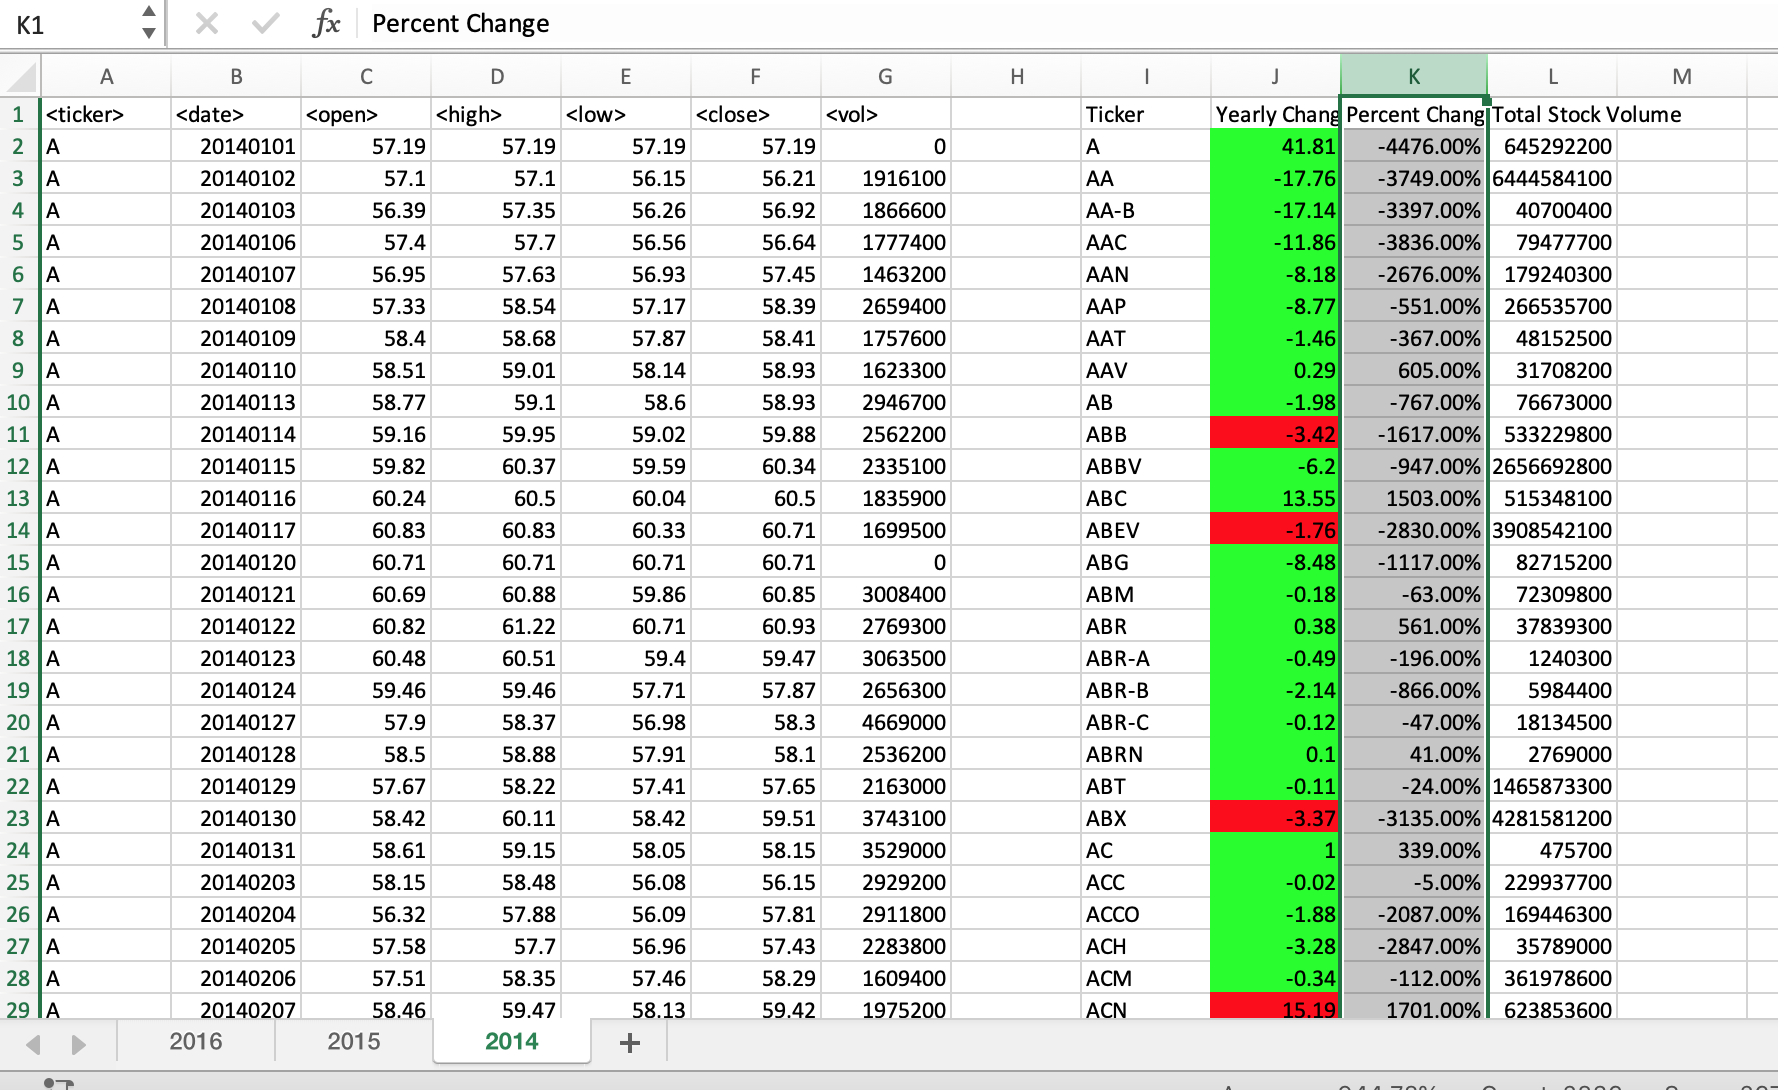 K1 fx Percent Change
A B C D E F G H I J K L M
1 <ticker> <date> <open> <high> <low> <close> <vol> Ticker Yearly Chang Percent Chang Total Stock Volume
2 A 20140101 57.19 57.19 57.19 57.19 0 A 41.81 -4476.00% 645292200
3 A 20140102 57.1 57.1 56.15 56.21 1916100 AA -17.76 -3749.00% 6444584100
4 A 20140103 56.39 57.35 56.26 56.92 1866600 AA-B -17.14 -3397.00% 40700400
5 A 20140106 57.4 57.7 56.56 56.64 1777400 AAC -11.86 -3836.00% 79477700
6 A 20140107 56.95 57.63 56.93 57.45 1463200 AAN -8.18 -2676.00% 179240300
7 A 20140108 57.33 58.54 57.17 58.39 2659400 AAP -8.77 -551.00% 266535700
8 A 20140109 58.4 58.68 57.87 58.41 1757600 AAT -1.46 -367.00% 48152500
9 A 20140110 58.51 59.01 58.14 58.93 1623300 AAV 0.29 605.00% 31708200
10 A 20140113 58.77 59.1 58.6 58.93 2946700 AB -1.98 -767.00% 76673000
11 A 20140114 59.16 59.95 59.02 59.88 2562200 ABB -3.42 -1617.00% 533229800
12 A 20140115 59.82 60.37 59.59 60.34 2335100 ABBV -6.2 -947.00% 2656692800
13 A 20140116 60.24 60.5 60.04 60.5 1835900 ABC 13.55 1503.00% 515348100
14 A 20140117 60.83 60.83 60.33 60.71 1699500 ABEV -1.76 -2830.00% 3908542100
15 A 20140120 60.71 60.71 60.71 60.71 0 ABG -8.48 -1117.00% 82715200
16 A 20140121 60.69 60.88 59.86 60.85 3008400 ABM -0.18 -63.00% 72309800
17 A 20140122 60.82 61.22 60.71 60.93 2769300 ABR 0.38 561.00% 37839300
18 A 20140123 60.48 60.51 59.4 59.47 3063500 ABR-A -0.49 -196.00% 1240300
19 A 20140124 59.46 59.46 57.71 57.87 2656300 ABR-B -2.14 -866.00% 5984400
20 A 20140127 57.9 58.37 56.98 58.3 4669000 ABR-C -0.12 -47.00% 18134500
21 A 20140128 58.5 58.88 57.91 58.1 2536200 ABRN 0.1 41.00% 2769000
22 A 20140129 57.67 58.22 57.41 57.65 2163000 ABT -0.11 -24.00% 1465873300
23 A 20140130 58.42 60.11 58.42 59.51 3743100 ABX -3.37 -3135.00% 4281581200
24 A 20140131 58.61 59.15 58.05 58.15 3529000 AC 1 339.00% 475700
25 A 20140203 58.15 58.48 56.08 56.15 2929200 ACC -0.02 -5.00% 229937700
26 A 20140204 56.32 57.88 56.09 57.81 2911800 ACCO -1.88 -2087.00% 169446300
27 A 20140205 57.58 57.7 56.96 57.43 2283800 ACH -3.28 -2847.00% 35789000
28 A 20140206 57.51 58.35 57.46 58.29 1609400 ACM -0.34 -112.00% 361978600
29 A 20140207 58.46 59.47 58.13 59.42 1975200 ACN 15.19 1701.00% 623853600
2016 2015 2014 +